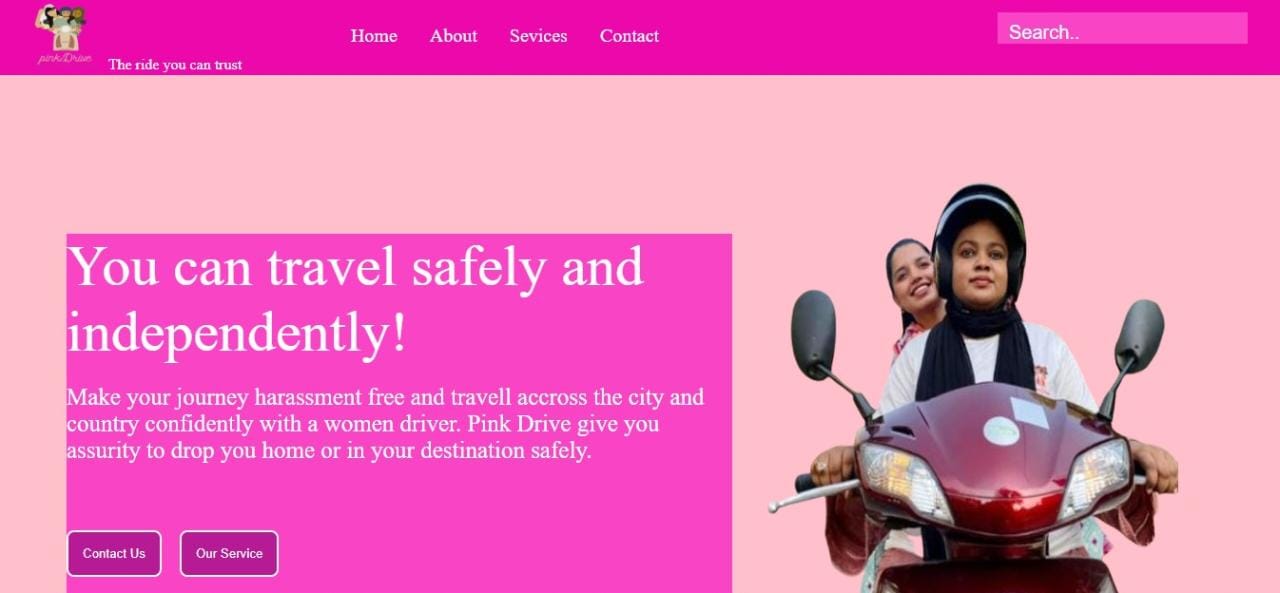 pinkDrive
The ride you can trust
Home
About
Sevices
Contact
Search..
You can travel safely and
independently!
Make your journey harassment free and travell accross the city and
country confidently with a women driver. Pink Drive give you
assurity to drop you home or in your destination safely.
Contact Us
Our Service